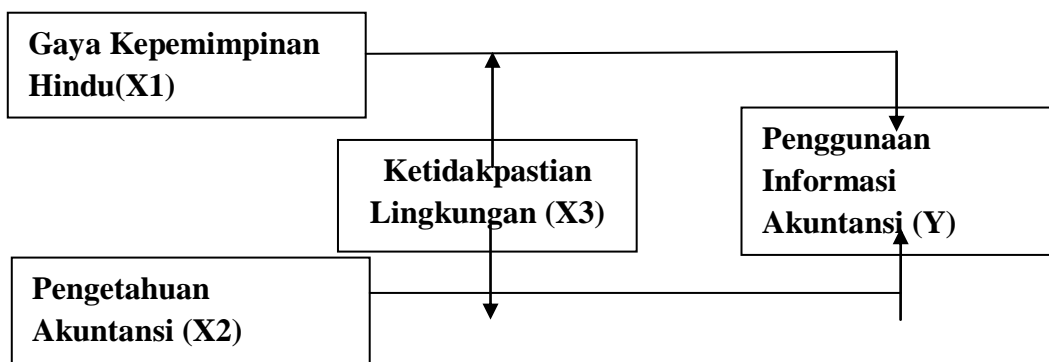 Gaya Kepemimpinan
Hindu(X1)
Penggunaan
Informasi
Akuntansi (Y)
Ketidakpastian
Lingkungan (X3)
Pengetahuan
Akuntansi (X2)